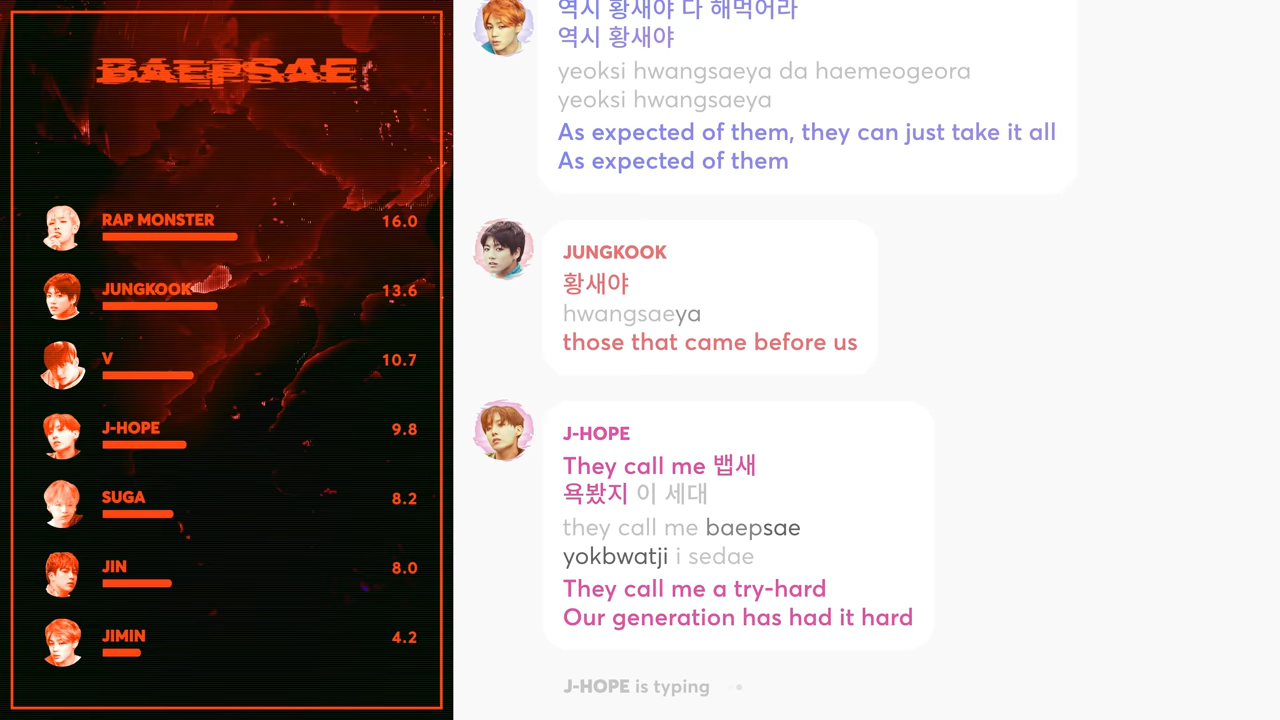 BAEPSAE
RAP MONSTER 16.0
JUNGKOOK 13.6
V 10.7
J-HOPE 9.8
SUGA 8.2
JIN 8.0
JIMIN 4.2
역시 황새야 다 해먹어라
역시 황새야
yeoksi hwangsaeya da haemeogeora
yeoksi hwangsaeya
As expected of them, they can just take it all
As expected of them
JUNGKOOK
황새야
hwangsaeya
those that came before us
J-HOPE
They call me 뱁새
욕봤지 이 세대
they call me baepsae
yokbwatji i sedae
They call me a try-hard
Our generation has had it hard
J-HOPE is typing